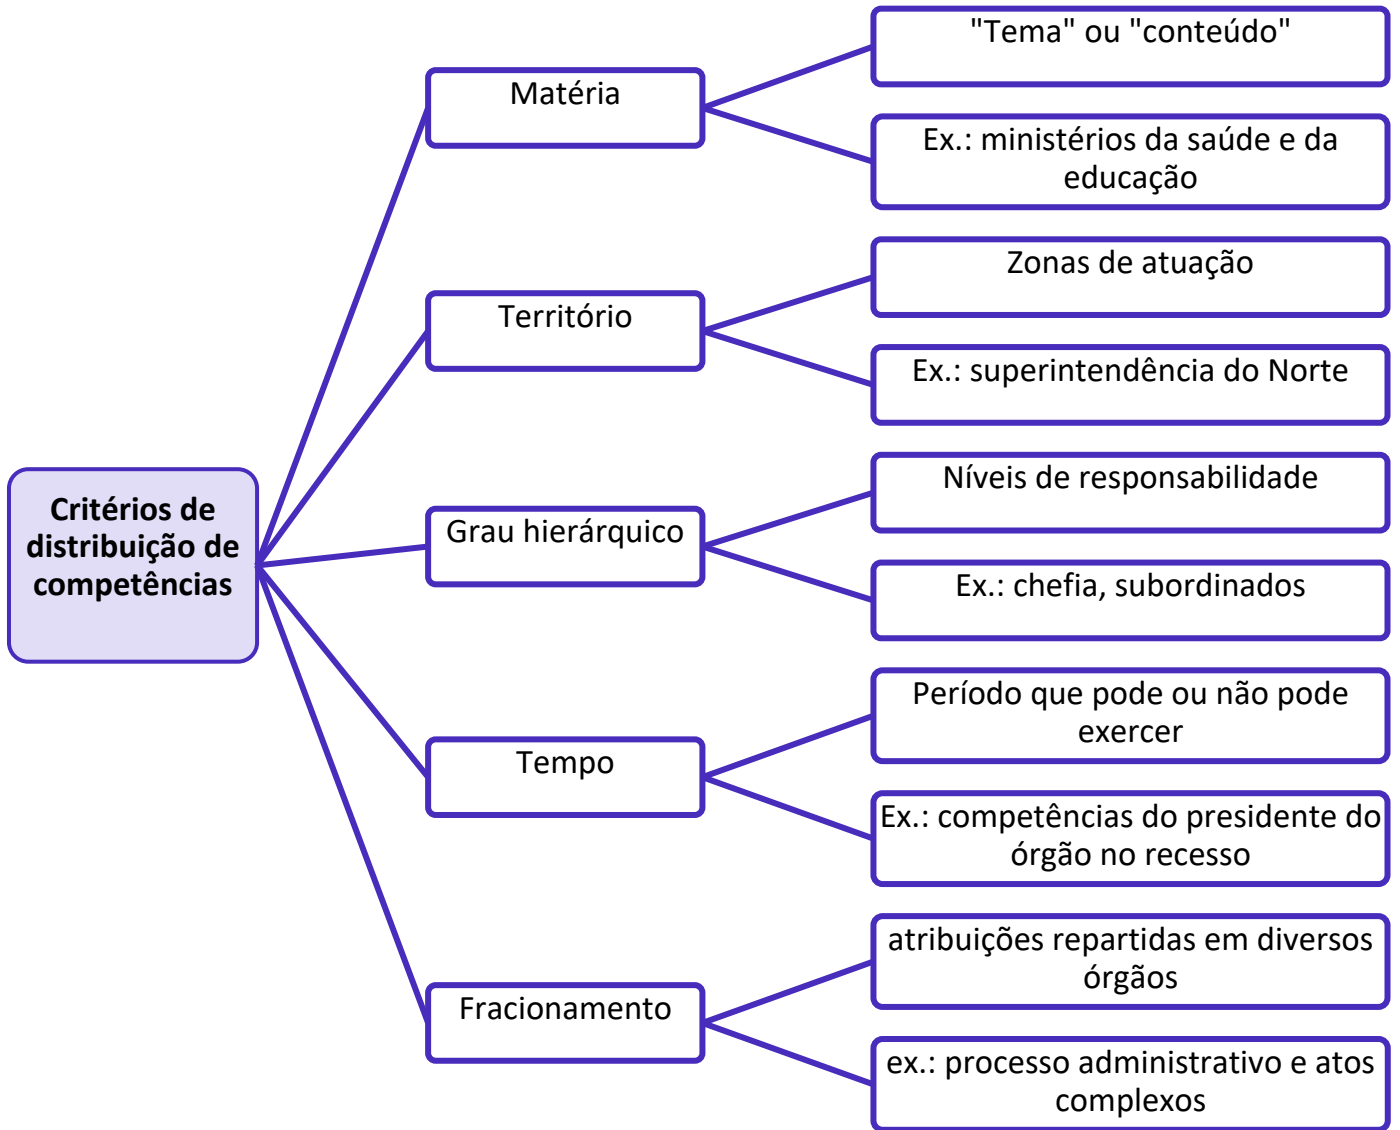 Critérios de
distribuição de
competências
Matéria
"Tema" ou "conteúdo"
Ex.: ministérios da saúde e da
educação
Território
Zonas de atuação
Ex.: superintendência do Norte
Grau hierárquico
Níveis de responsabilidade
Ex.: chefia, subordinados
Tempo
Período que pode ou não pode
exercer
Ex.: competências do presidente do
órgão no recesso
Fracionamento
atribuições repartidas em diversos
órgãos
ex.: processo administrativo e atos
complexos